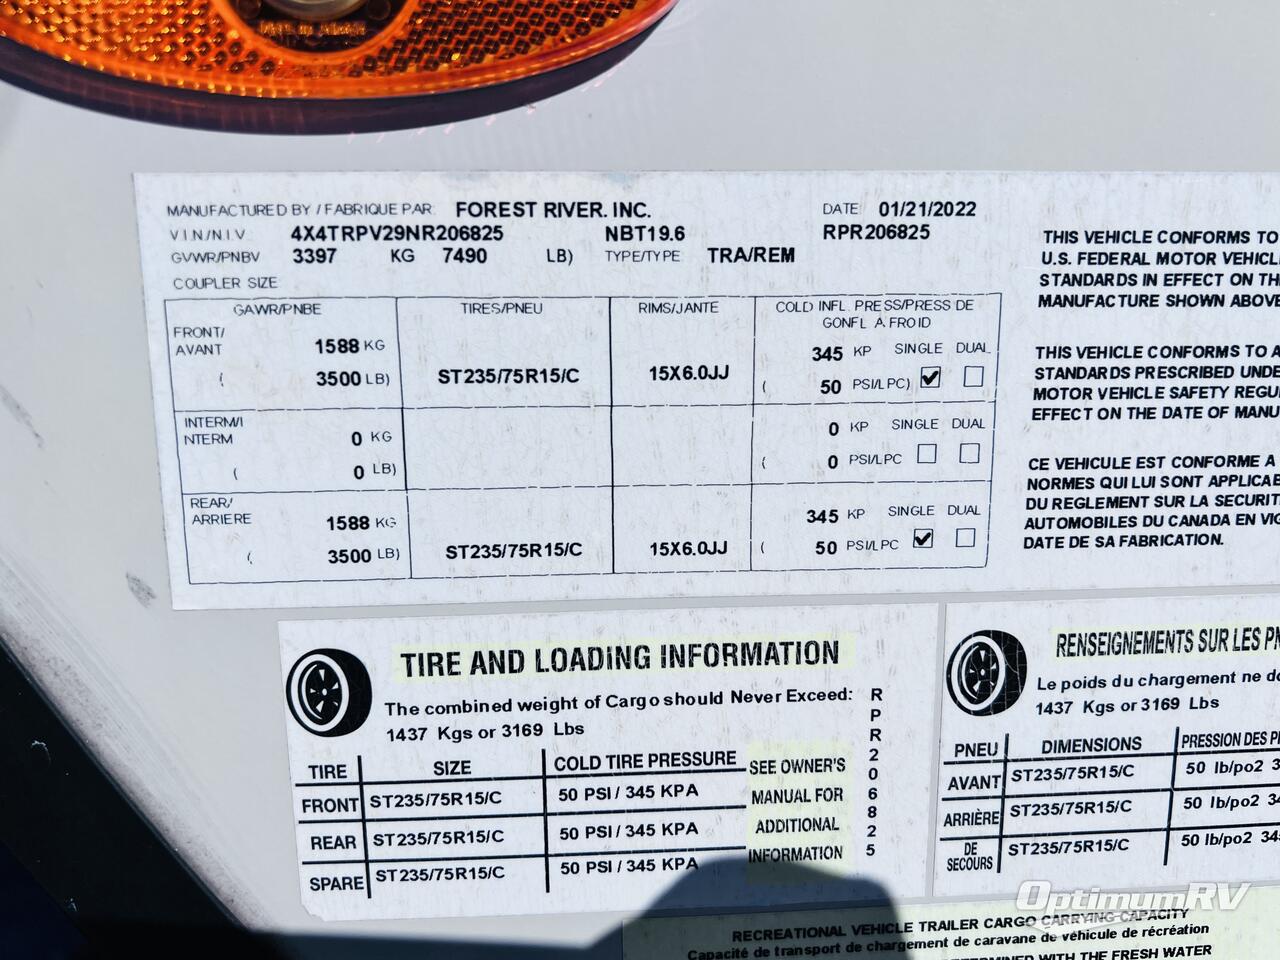 MANUFACTURED BY / FABRIQUE PAR: FOREST RIVER. INC. DATE 01/21/2022
V.I.N./N.I.V. 4X4TRPV29NR206825 NBT19.6 RPR206825
GVWR/PNBV 3397 KG 7490 LB) TYPE/TYPE TRA/REM
COUPLER SIZE
GAWR/PNBE TIRES/PNEU RIMS/JANTE COLD INFL. PRESS/PRESS DE
GONFL A FROID
FRONT/
AVANT 1588 KG 345 KP SINGLE DUAL
( 3500 LB) ST235/75R15/C 15X6.0JJ ( 50 PSI/LPC)
INTERM/I
NTERM 0 KG 0 KP SINGLE DUAL
( 0 LB) ( 0 PSI/LPC
REAR/
ARRIERE 1588 KG 345 KP SINGLE DUAL
( 3500 LB) ST235/75R15/C 15X6.0JJ ( 50 PSI/LPC
THIS VEHICLE CONFORMS TO
U.S. FEDERAL MOTOR VEHICLE
STANDARDS IN EFFECT ON TH
MANUFACTURE SHOWN ABOVE
THIS VEHICLE CONFORMS TO A
STANDARDS PRESCRIBED UNDE
MOTOR VEHICLE SAFETY REGU
EFFECT ON THE DATE OF MANU
CE VEHICULE EST CONFORME A
NORMES QUI LUI SONT APPLICAB
DU REGLEMENT SUR LA SECURIT
AUTOMOBILES DU CANADA EN VIG
DATE DE SA FABRICATION.
TIRE AND LOADING INFORMATION
The combined weight of Cargo should Never Exceed:
1437 Kgs or 3169 Lbs
TIRE SIZE COLD TIRE PRESSURE
FRONT ST235/75R15/C 50 PSI / 345 KPA
REAR ST235/75R15/C 50 PSI / 345 KPA
SPARE ST235/75R15/C 50 PSI / 345 KPA
SEE OWNER'S
MANUAL FOR
ADDITIONAL
INFORMATION
RPR206825
RENSEIGNEMENTS SUR LES PN
Le poids du chargement ne do
1437 Kgs or 3169 Lbs
PNEU DIMENSIONS PRESSION DES P
AVANT ST235/75R15/C 50 lb/po2 3
ARRIÈRE ST235/75R15/C 50 lb/po2 34
DE
SECOURS ST235/75R15/C 50 lb/po2 345
OptimumRV
RECREATIONAL VEHICLE TRAILER CARGO CARRYING CAPACITY
Capacité de transport de chargement de caravane de véhicule de récréation
ERMINED WITH THE FRESH WATER